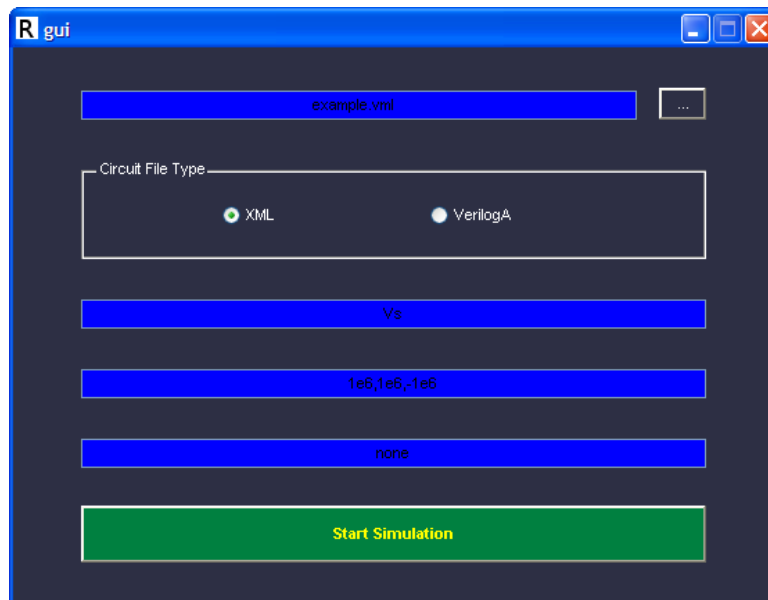 R gui
example.vml
...
Circuit File Type
XML
VerilogA
Vs
1e6,1e6,-1e6
none
Start Simulation